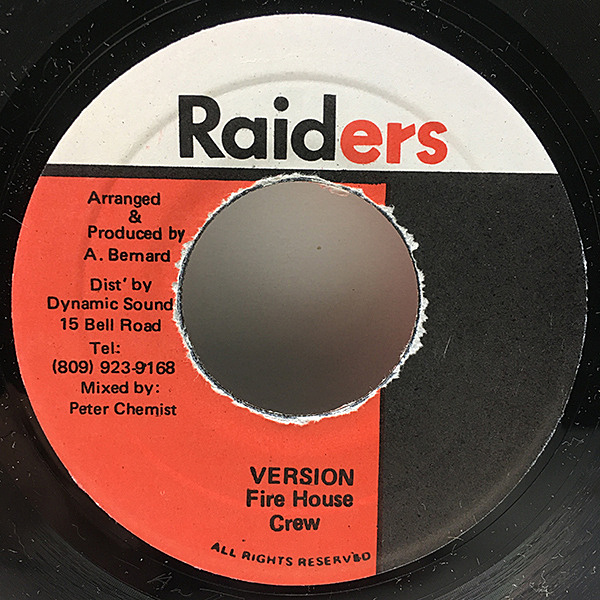 Raiders
Arranged
&
Produced by
A. Bernard
Dist' by
Dynamic Sound
15 Bell Road
Tel:
(809) 923-9168
Mixed by:
Peter Chemist
VERSION
Fire House
Crew
ALL RIGHTS RESERVED